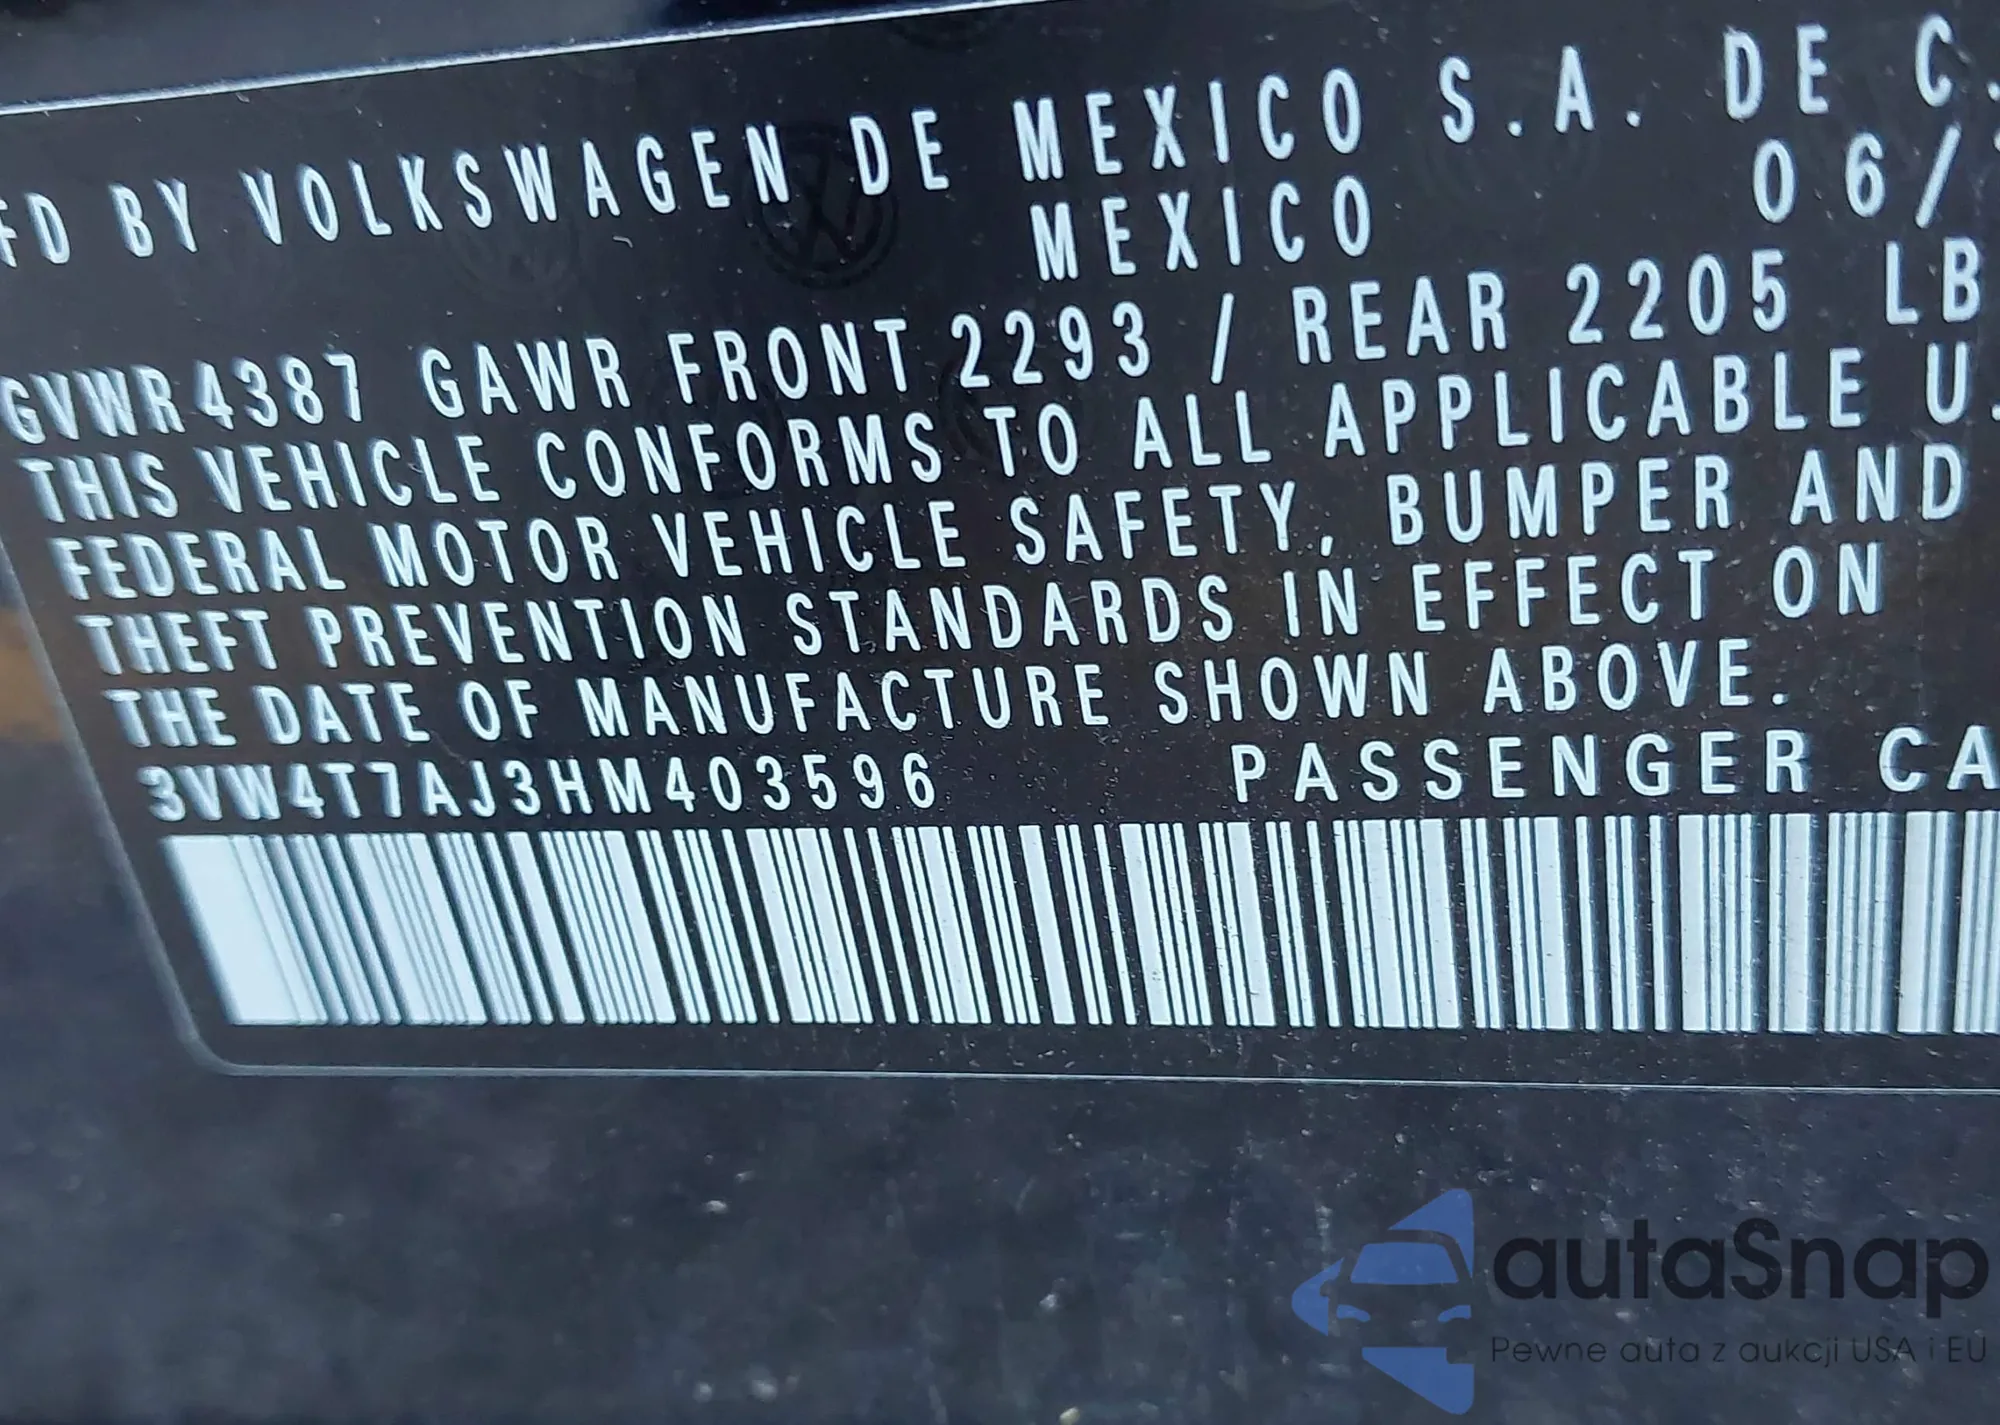 FD BY VOLKSWAGEN DE MEXICO S.A. DE C.
MEXICO 06/
GVWR 4387 GAWR FRONT 2293 / REAR 2205 LB
THIS VEHICLE CONFORMS TO ALL APPLICABLE U.
FEDERAL MOTOR VEHICLE SAFETY, BUMPER AND
THEFT PREVENTION STANDARDS IN EFFECT ON
THE DATE OF MANUFACTURE SHOWN ABOVE.
3VW4T7AJ3HM403596 PASSENGER CA
autaSnap
Pewne auta z aukcji USA i EU